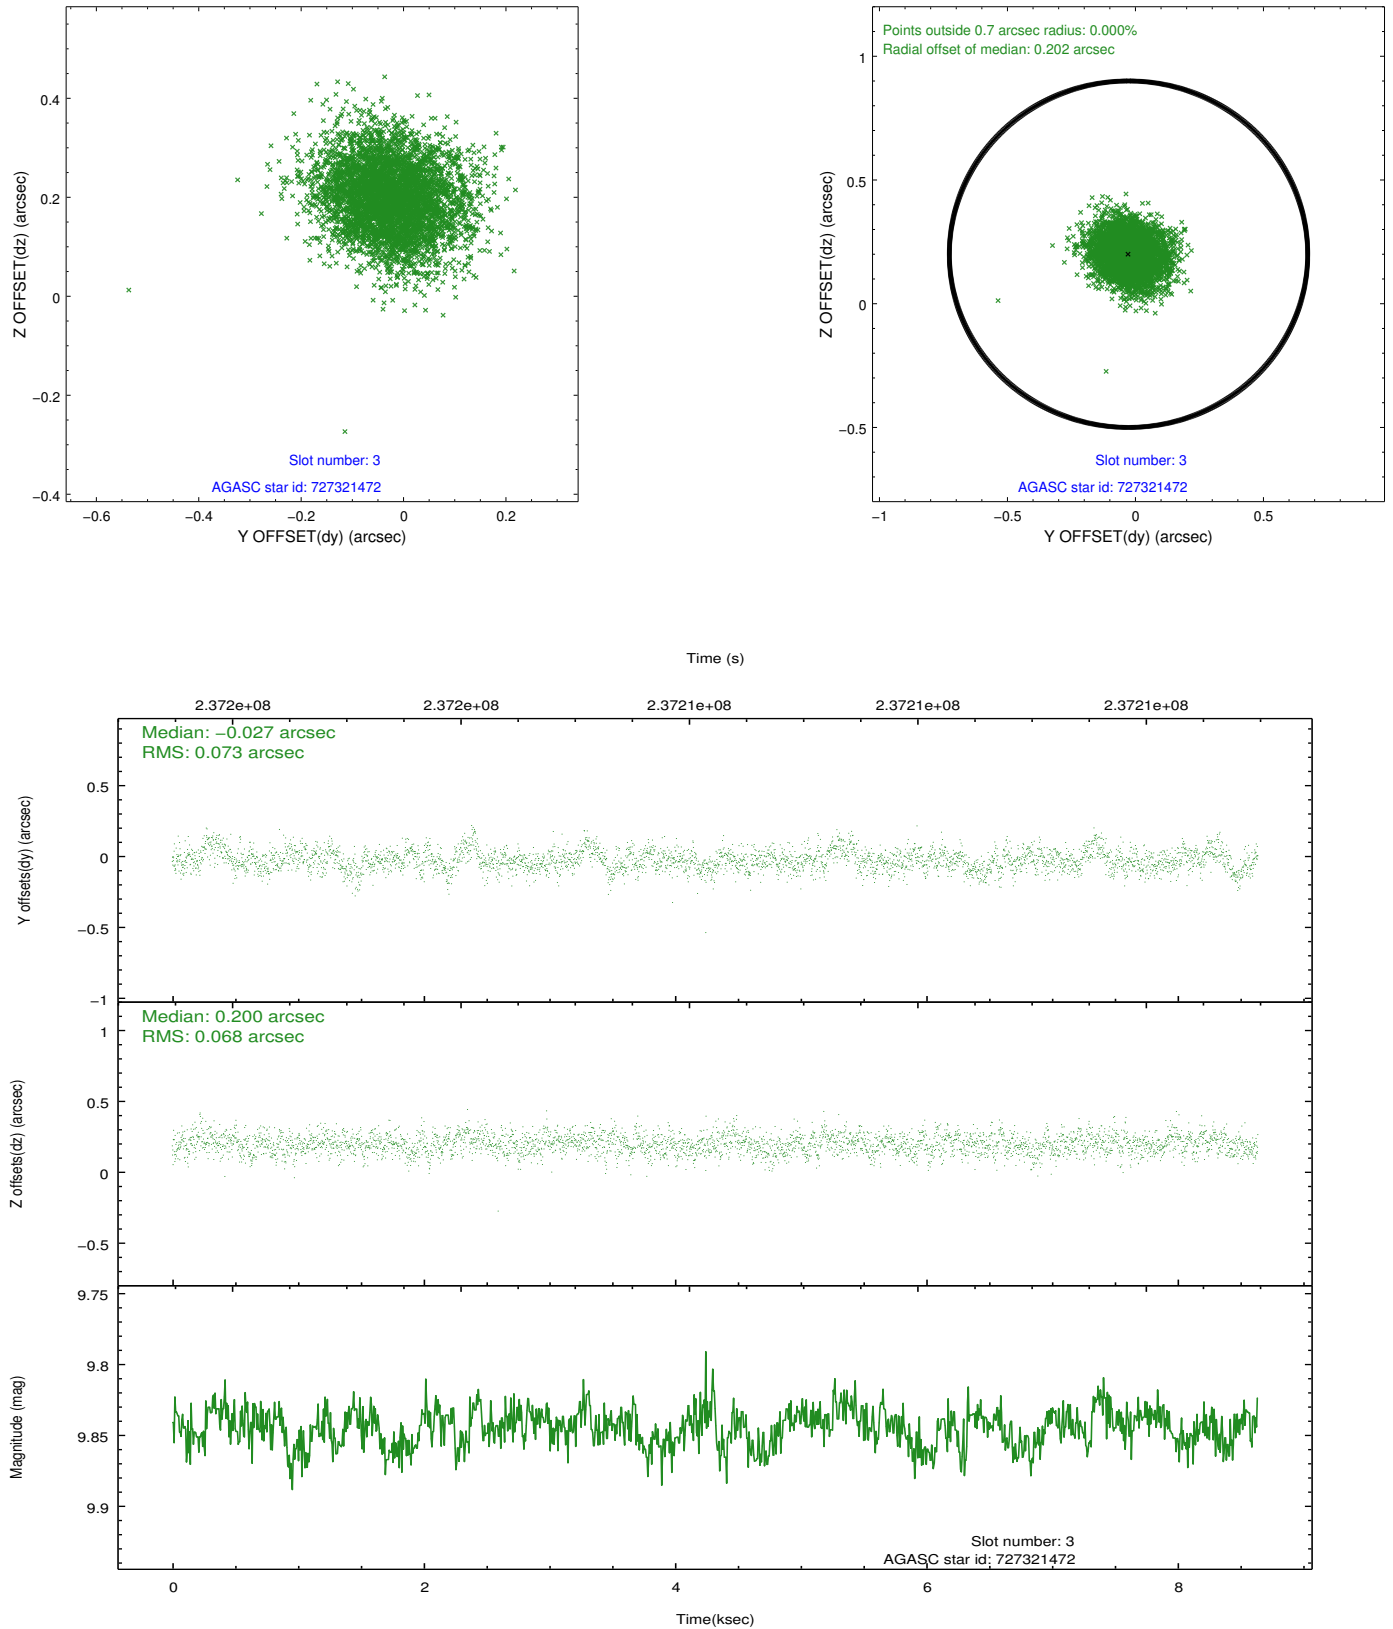 Points outside 0.7 arcsec radius: 0.000%
Radial offset of median: 0.202 arcsec
0.4
0.2
0
−0.2
−0.4
Z OFFSET(dz) (arcsec)
Slot number: 3
AGASC star id: 727321472
−0.6
−0.4
−0.2
0
0.2
Y OFFSET(dy) (arcsec)
1
0.5
0
−0.5
Z OFFSET(dz) (arcsec)
Slot number: 3
AGASC star id: 727321472
−1
−0.5
0
0.5
Y OFFSET(dy) (arcsec)
Time (s)
2.372e+08
2.372e+08
2.3721e+08
2.3721e+08
2.3721e+08
Median: −0.027 arcsec
RMS: 0.073 arcsec
0.5
0
−0.5
−1
Y offsets(dy) (arcsec)
Median: 0.200 arcsec
RMS: 0.068 arcsec
1
0.5
0
−0.5
Z offsets(dz) (arcsec)
9.75
9.8
9.85
9.9
Magnitude (mag)
Slot number: 3
AGASC star id: 727321472
0
2
4
6
8
Time(ksec)